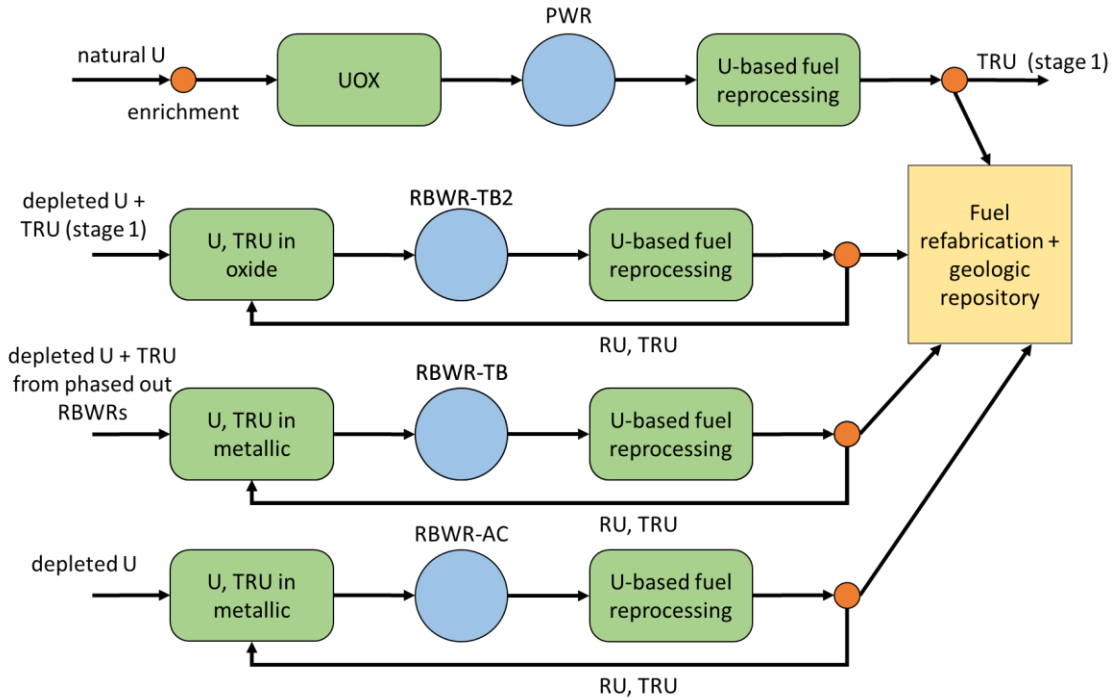 PWR
natural U
enrichment
UOX
U-based fuel
reprocessing
TRU (stage 1)
depleted U +
TRU (stage 1)
U, TRU in
oxide
RBWR-TB2
U-based fuel
reprocessing
RU, TRU
Fuel
refabrication +
geologic
repository
depleted U + TRU
from phased out
RBWRs
U, TRU in
metallic
RBWR-TB
U-based fuel
reprocessing
RU, TRU
depleted U
U, TRU in
metallic
RBWR-AC
U-based fuel
reprocessing
RU, TRU